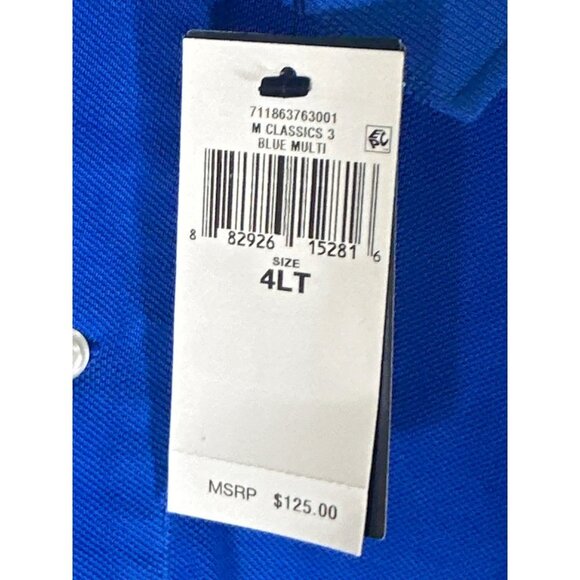 711863763001
M CLASSICS 3
BLUE MULTI
8 82926 15281 6
SIZE
4LT
MSRP $125.00